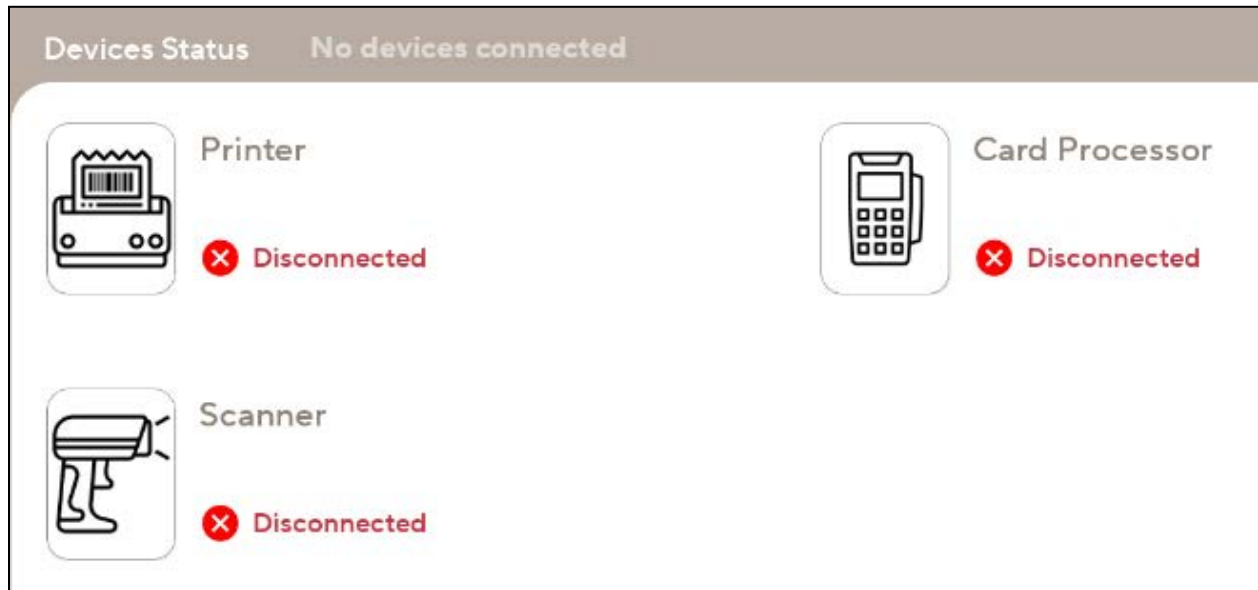 Devices Status No devices connected
Printer
Disconnected
Card Processor
Disconnected
Scanner
Disconnected